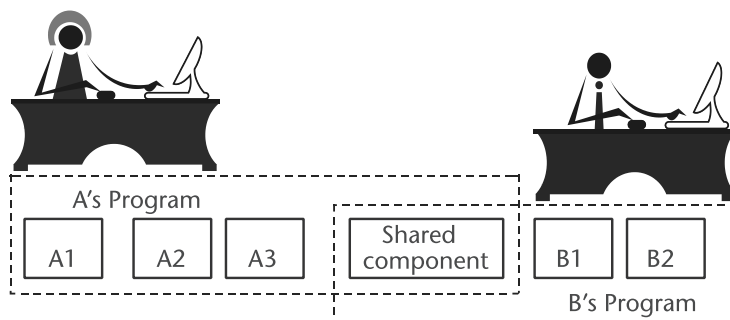 A's Program
A1
A2
A3
Shared
component
B1
B2
B's Program